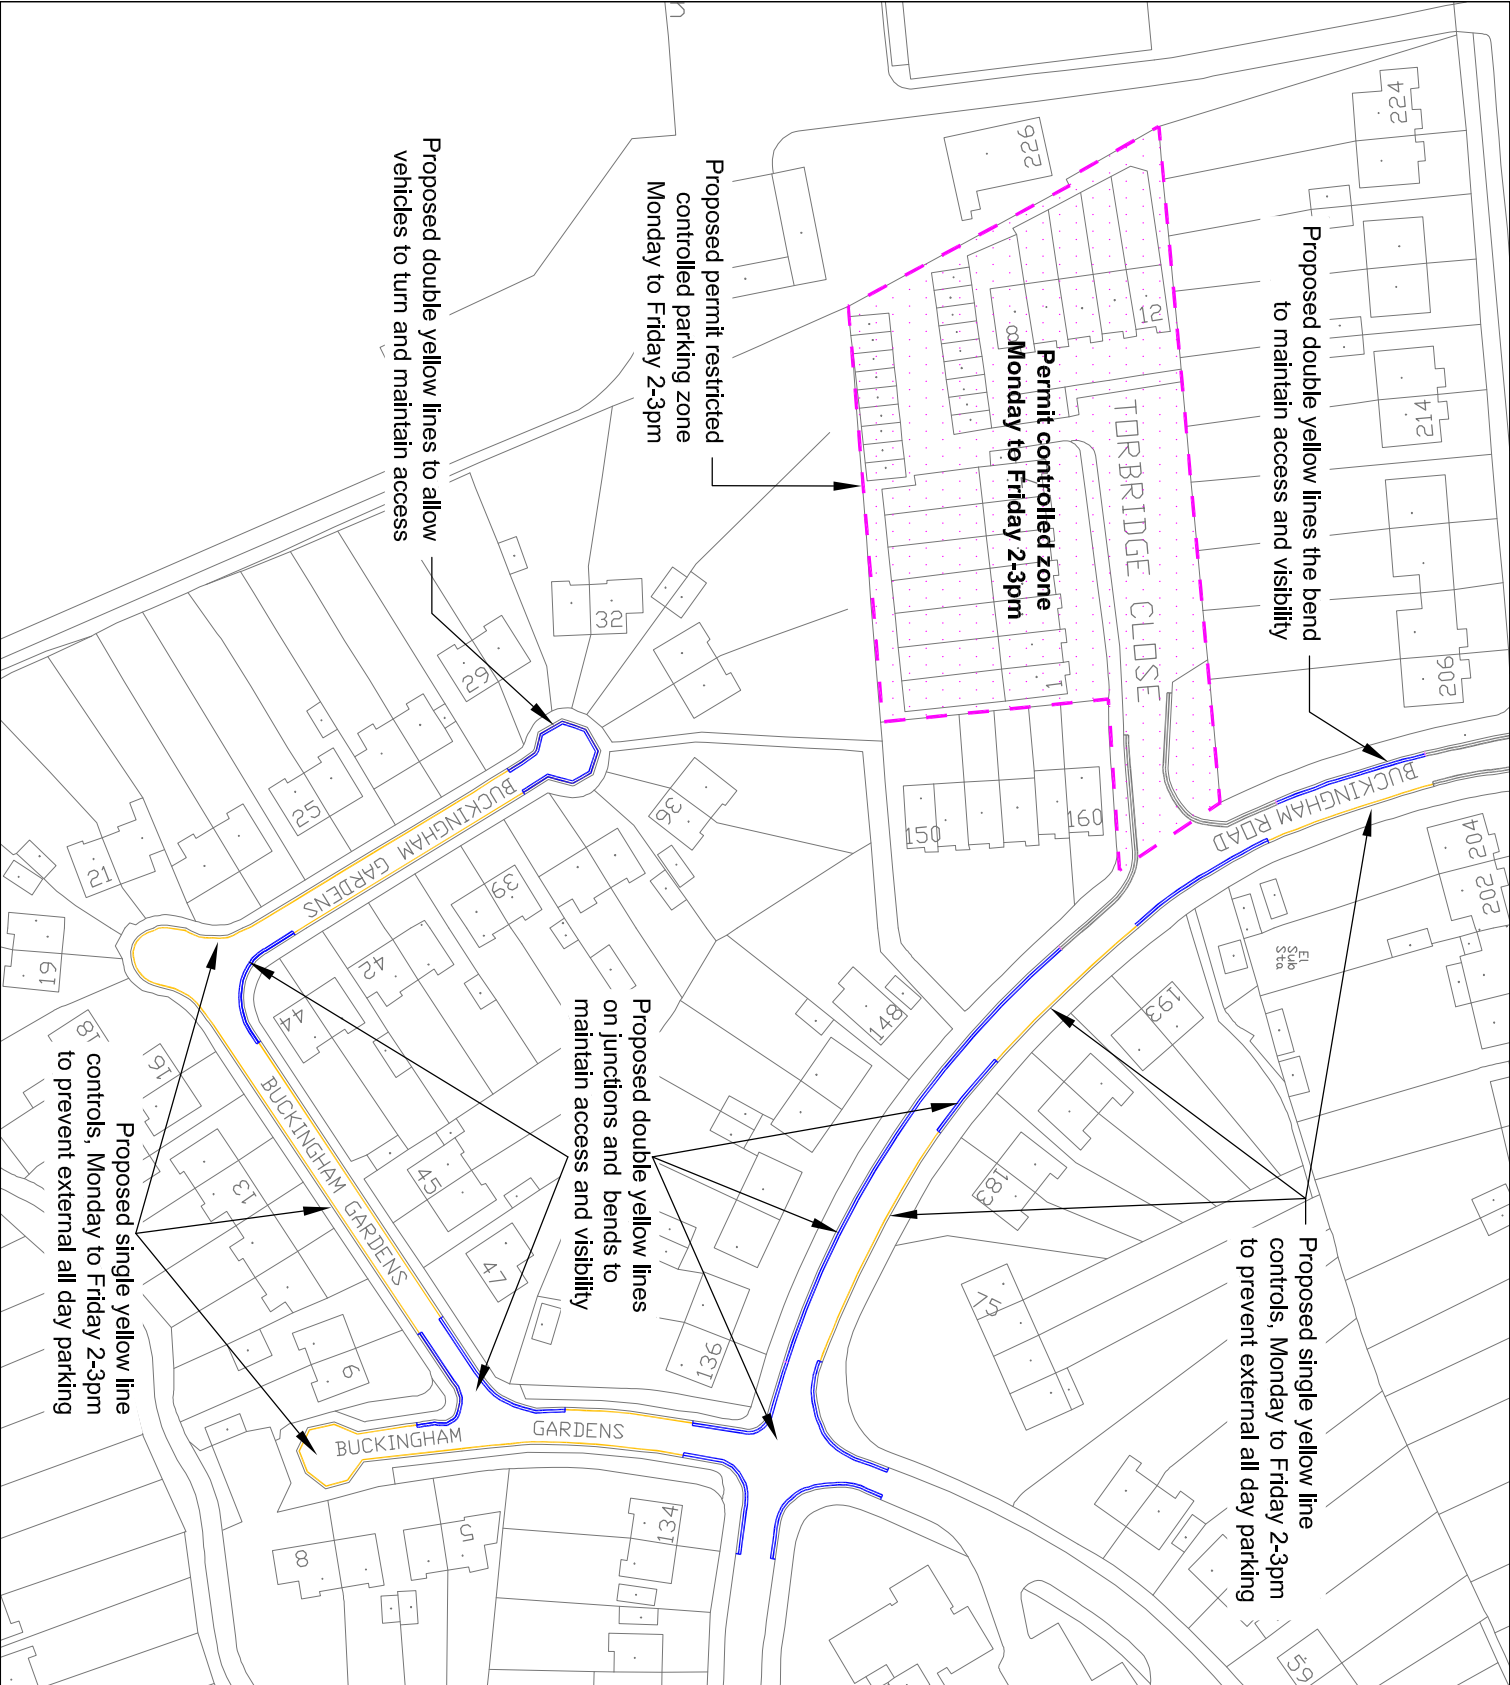 Proposed double yellow lines the bend
to maintain access and visibility
Permit controlled zone
Monday to Friday 2-3pm
Proposed permit restricted
controlled parking zone
Monday to Friday 2-3pm
Proposed double yellow lines to allow
vehicles to turn and maintain access
Proposed single yellow line
controls, Monday to Friday 2-3pm
to prevent external all day parking
Proposed double yellow lines
on junctions and bends to
maintain access and visibility
Proposed single yellow line
controls, Monday to Friday 2-3pm
to prevent external all day parking
TORBRIDGE CLOSE
BUCKINGHAM ROAD
BUCKINGHAM GARDENS
BUCKINGHAM GARDENS
BUCKINGHAM
GARDENS
El
Sub
Sta
224
226
214
206
204
202
12
8
1
160
150
148
193
183
136
134
75
59
32
29
25
21
19
18
16
13
36
39
42
44
45
47
5
8